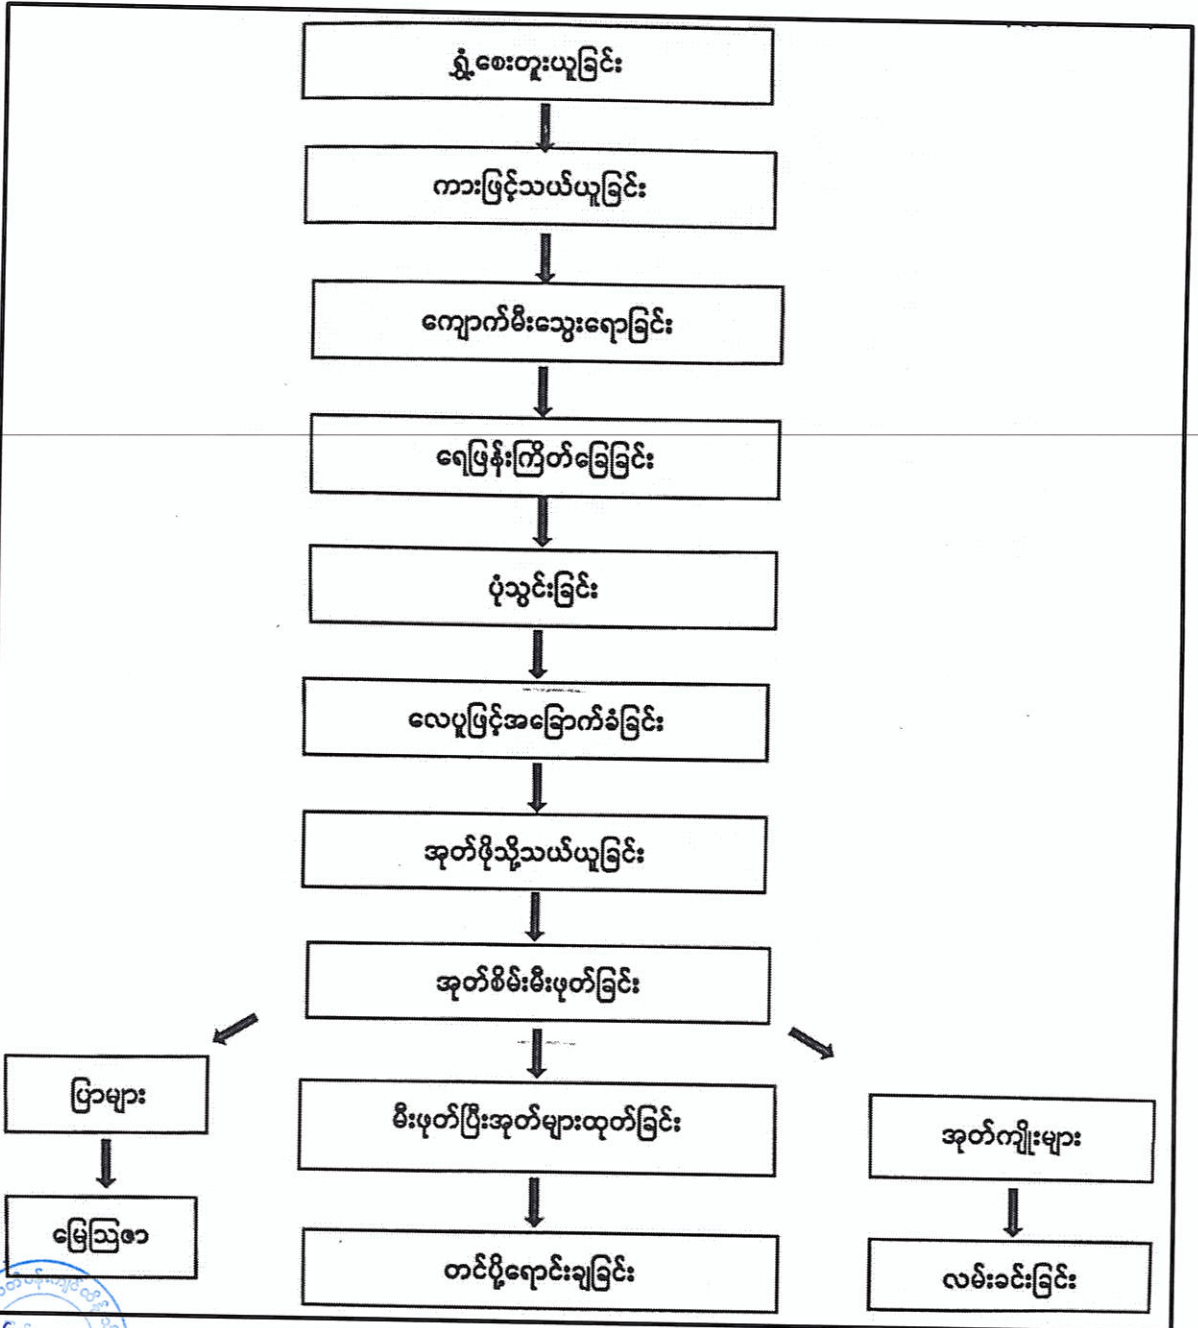 ရွှံ့စေးတူးယူခြင်း
ကားဖြင့်သယ်ယူခြင်း
ကျောက်မီးသွေးရောခြင်း
ရေဖြန်းကြိတ်ခြေခြင်း
ပုံသွင်းခြင်း
လေပူဖြင့်အခြောက်ခံခြင်း
အုတ်ဖိုသို့သယ်ယူခြင်း
အုတ်စိမ်းမီးဖုတ်ခြင်း
ပြာများ
မီးဖုတ်ပြီးအုတ်များထုတ်ခြင်း
အုတ်ကျိုးများ
မြေဩဇာ
တင်ပို့ရောင်းချခြင်း
လမ်းခင်းခြင်း